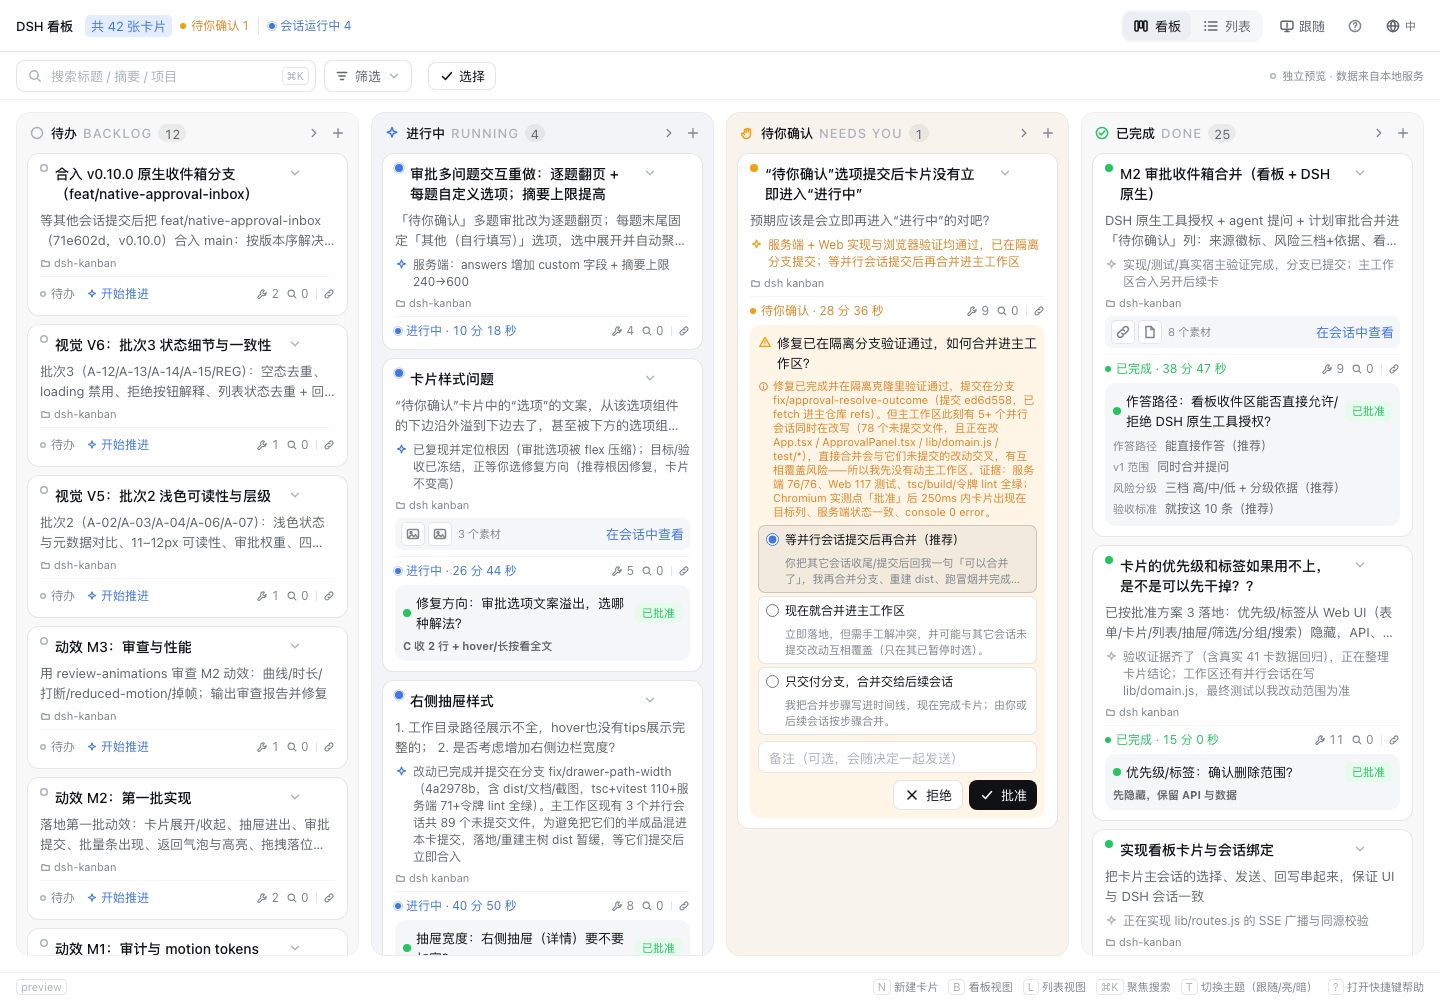 DSH 看板 共 42 张卡片 待你确认 1 会话运行中 4 看板 列表 跟随 中
搜索标题 / 摘要 / 项目 ⌘K 筛选 选择 独立预览 · 数据来自本地服务
待办 BACKLOG 12
合入 v0.10.0 原生收件箱分支
（feat/native-approval-inbox）
等其他会话提交后把 feat/native-approval-inbox
（71e602d，v0.10.0）合入 main：按版本序解决...
dsh-kanban
待办 开始推进 2 0
视觉 V6：批次3 状态细节与一致性
批次3（A-12/A-13/A-14/A-15/REG）：空态去重、
loading 禁用、拒绝按钮解释、列表状态去重 + 回...
dsh-kanban
待办 开始推进 1 0
视觉 V5：批次2 浅色可读性与层级
批次2（A-02/A-03/A-04/A-06/A-07）：浅色状态
与元数据对比、11–12px 可读性、审批权重、四...
dsh-kanban
待办 开始推进 1 0
动效 M3：审查与性能
用 review-animations 审查 M2 动效：曲线/时长/
打断/reduced-motion/掉帧；输出审查报告并修复
dsh-kanban
待办 开始推进 1 0
动效 M2：第一批实现
落地第一批动效：卡片展开/收起、抽屉进出、审批
提交、批量条出现、返回气泡与高亮、拖拽落位...
dsh-kanban
待办 开始推进 2 0
动效 M1：审计与 motion tokens
进行中 RUNNING 4
审批多问题交互重做：逐题翻页 +
每题自定义选项；摘要上限提高
「待你确认」多题审批改为逐题翻页；每题末尾固
定「其他（自行填写）」选项，选中展开并自动聚...
服务端：answers 增加 custom 字段 + 摘要上限
240→600
dsh-kanban
进行中 · 10 分 18 秒 4 0
卡片样式问题
“待你确认”卡片中的“选项”的文案，从该选项组件
的下边沿外溢到下边去了，甚至被下方的选项组...
已复现并定位根因（审批选项被 flex 压缩）；目标/验
收已冻结，正等你选修复方向（推荐根因修复，卡片
不变高）
dsh kanban
3 个素材 在会话中查看
进行中 · 26 分 44 秒 5 0
修复方向：审批选项文案溢出，选哪
种解法？ 已批准
C 收 2 行 + hover/长按看全文
右侧抽屉样式
1. 工作目录路径展示不全，hover也没有tips展示完
整的； 2. 是否考虑增加右侧边栏宽度？
改动已完成并提交在分支 fix/drawer-path-width
（4a2978b，含 dist/文档/截图，tsc+vitest 110+服
务端 71+令牌 lint 全绿）。主工作区现有 3 个并行会
话共 89 个未提交文件，为避免把它们的半成品混进
本卡提交，落地/重建主树 dist 暂缓，等它们提交后
立即合入
dsh kanban
进行中 · 40 分 50 秒 8 0
抽屉宽度：右侧抽屉（详情）要不要
已批准
待你确认 NEEDS YOU 1
“待你确认”选项提交后卡片没有立
即进入“进行中”
预期应该是会立即再进入“进行中”的对吧？
服务端 + Web 实现与浏览器验证均通过，已在隔离
分支提交；等并行会话提交后再合并进主工作区
dsh kanban
待你确认 · 28 分 36 秒 9 0
修复已在隔离分支验证通过，如何合并进主工
作区？
修复已完成并在隔离克隆里验证通过，提交在分支
fix/approval-resolve-outcome（提交 ed6d558，已
fetch 进主仓库 refs）。但主工作区此刻有 5+ 个并行
会话同时在改写（78 个未提交文件，且正在改
App.tsx / ApprovalPanel.tsx / lib/domain.js /
test/*），直接合并会与它们未提交的改动交叉，有互
相覆盖风险——所以我先没有动主工作区。证据：服务
端 76/76、Web 117 测试、tsc/build/令牌 lint 全绿；
Chromium 实测点「批准」后 250ms 内卡片出现在
目标列、服务端状态一致、console 0 error。
等并行会话提交后再合并（推荐）
你把其它会话收尾/提交后回我一句「可以合并
了」，我再合并分支、重建 dist、跑冒烟并完成...
现在就合并进主工作区
立即落地，但需手工解冲突，并可能与其它会话未
提交改动互相覆盖（只在其已暂停时选）。
只交付分支，合并交给后续会话
我把合并步骤写进时间线，现在完成卡片；由你或
后续会话按步骤合并。
备注（可选，会随决定一起发送）
拒绝 批准
已完成 DONE 25
M2 审批收件箱合并（看板 + DSH
原生）
DSH 原生工具授权 + agent 提问 + 计划审批合并进
「待你确认」列：来源徽标、风险三档+依据、看...
实现/测试/真实宿主验证完成，分支已提交；主工作
区合入另开后续卡
dsh-kanban
8 个素材 在会话中查看
已完成 · 38 分 47 秒 9 0
作答路径：看板收件区能否直接允许/
拒绝 DSH 原生工具授权？ 已批准
作答路径 能直接作答（推荐）
v1 范围 同时合并提问
风险分级 三档 高/中/低 + 分级依据（推荐）
验收标准 就按这 10 条（推荐）
卡片的优先级和标签如果用不上，
是不是可以先干掉？？
已按批准方案 3 落地：优先级/标签从 Web UI（表
单/卡片/列表/抽屉/筛选/分组/搜索）隐藏，API、...
验收证据齐了（含真实 41 卡数据回归），正在整理
卡片结论；工作区还有并行会话在写
lib/domain.js，最终测试以我改动范围为准
dsh kanban
已完成 · 15 分 0 秒 11 0
优先级/标签：确认删除范围？ 已批准
先隐藏，保留 API 与数据
实现看板卡片与会话绑定
把卡片主会话的选择、发送、回写串起来，保证 UI
与 DSH 会话一致
正在实现 lib/routes.js 的 SSE 广播与同源校验
dsh-kanban
preview N 新建卡片 B 看板视图 L 列表视图 ⌘K 聚焦搜索 T 切换主题（跟随/亮/暗） ? 打开快捷键帮助